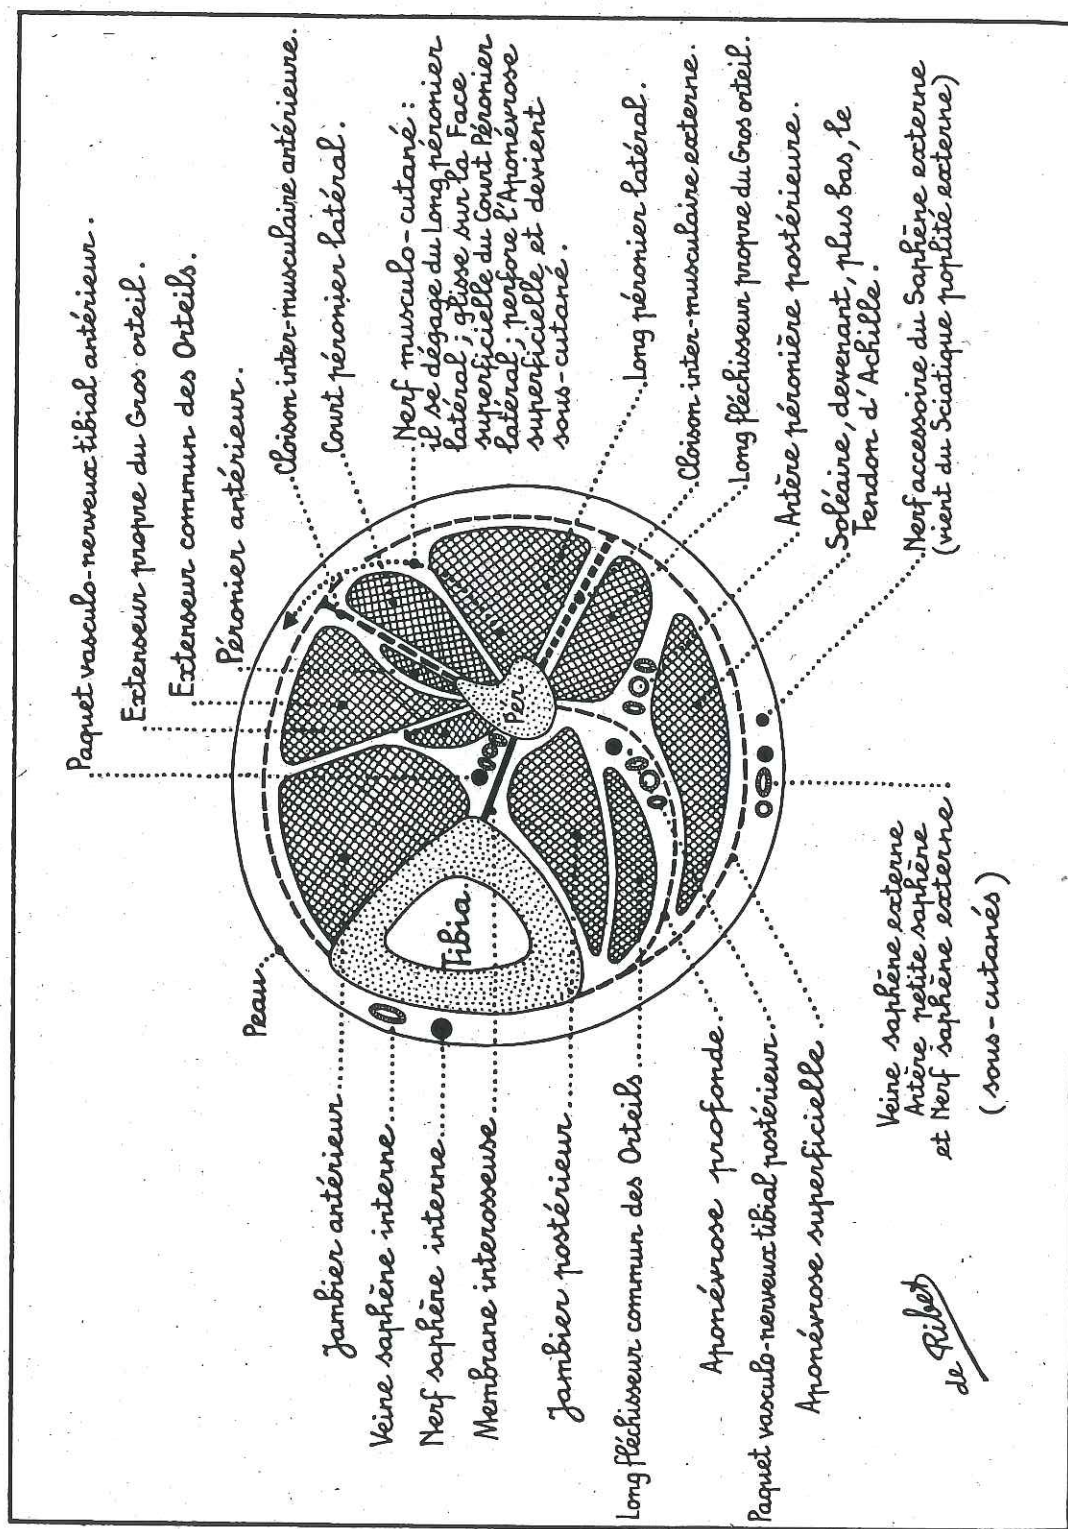 Paquet vasculo-nerveux tibial antérieur.
Extenseur propre du Gros orteil.
Extenseur commun des Orteils.
Péronier antérieur.
Cloison inter-musculaire antérieure.
Court péronier latéral.
Nerf musculo-cutané :
il se dégage du Long péronier
latéral ; glisse sur la Face
superficielle du Court Péronier
latéral ; perfore l'Aponévrose
superficielle et devient
sous-cutané.
Long péronier latéral.
Cloison inter-musculaire externe.
Long fléchisseur propre du Gros orteil.
Artère péronière postérieure.
Soléaire, devenant, plus bas, le
Tendon d'Achille.
Nerf accessoire du Saphène externe
(vient du Sciatique poplité externe)
Peau
Tibia
Pér.
Jambier antérieur
Veine saphène interne
Nerf saphène interne
Membrane interosseuse
Jambier postérieur
Long fléchisseur commun des Orteils
Aponévrose profonde
Paquet vasculo-nerveux tibial postérieur
Aponévrose superficielle
Veine saphène externe
Artère petite saphène
et Nerf saphène externe
(sous-cutanés)
de Ribet